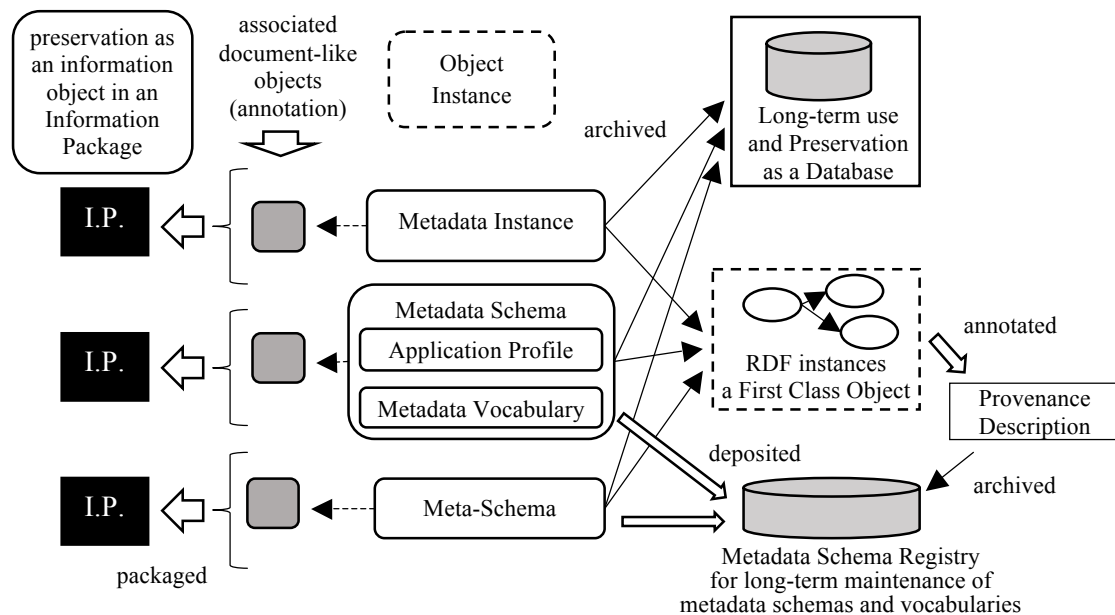 preservation as
an information
object in an
Information
Package
associated
document-like
objects
(annotation)
Object
Instance
archived
Long-term use
and Preservation
as a Database
I.P.
Metadata Instance
Metadata Schema
Application Profile
Metadata Vocabulary
I.P.
RDF instances
a First Class Object
annotated
Provenance
Description
deposited
archived
I.P.
Meta-Schema
packaged
Metadata Schema Registry
for long-term maintenance of
metadata schemas and vocabularies